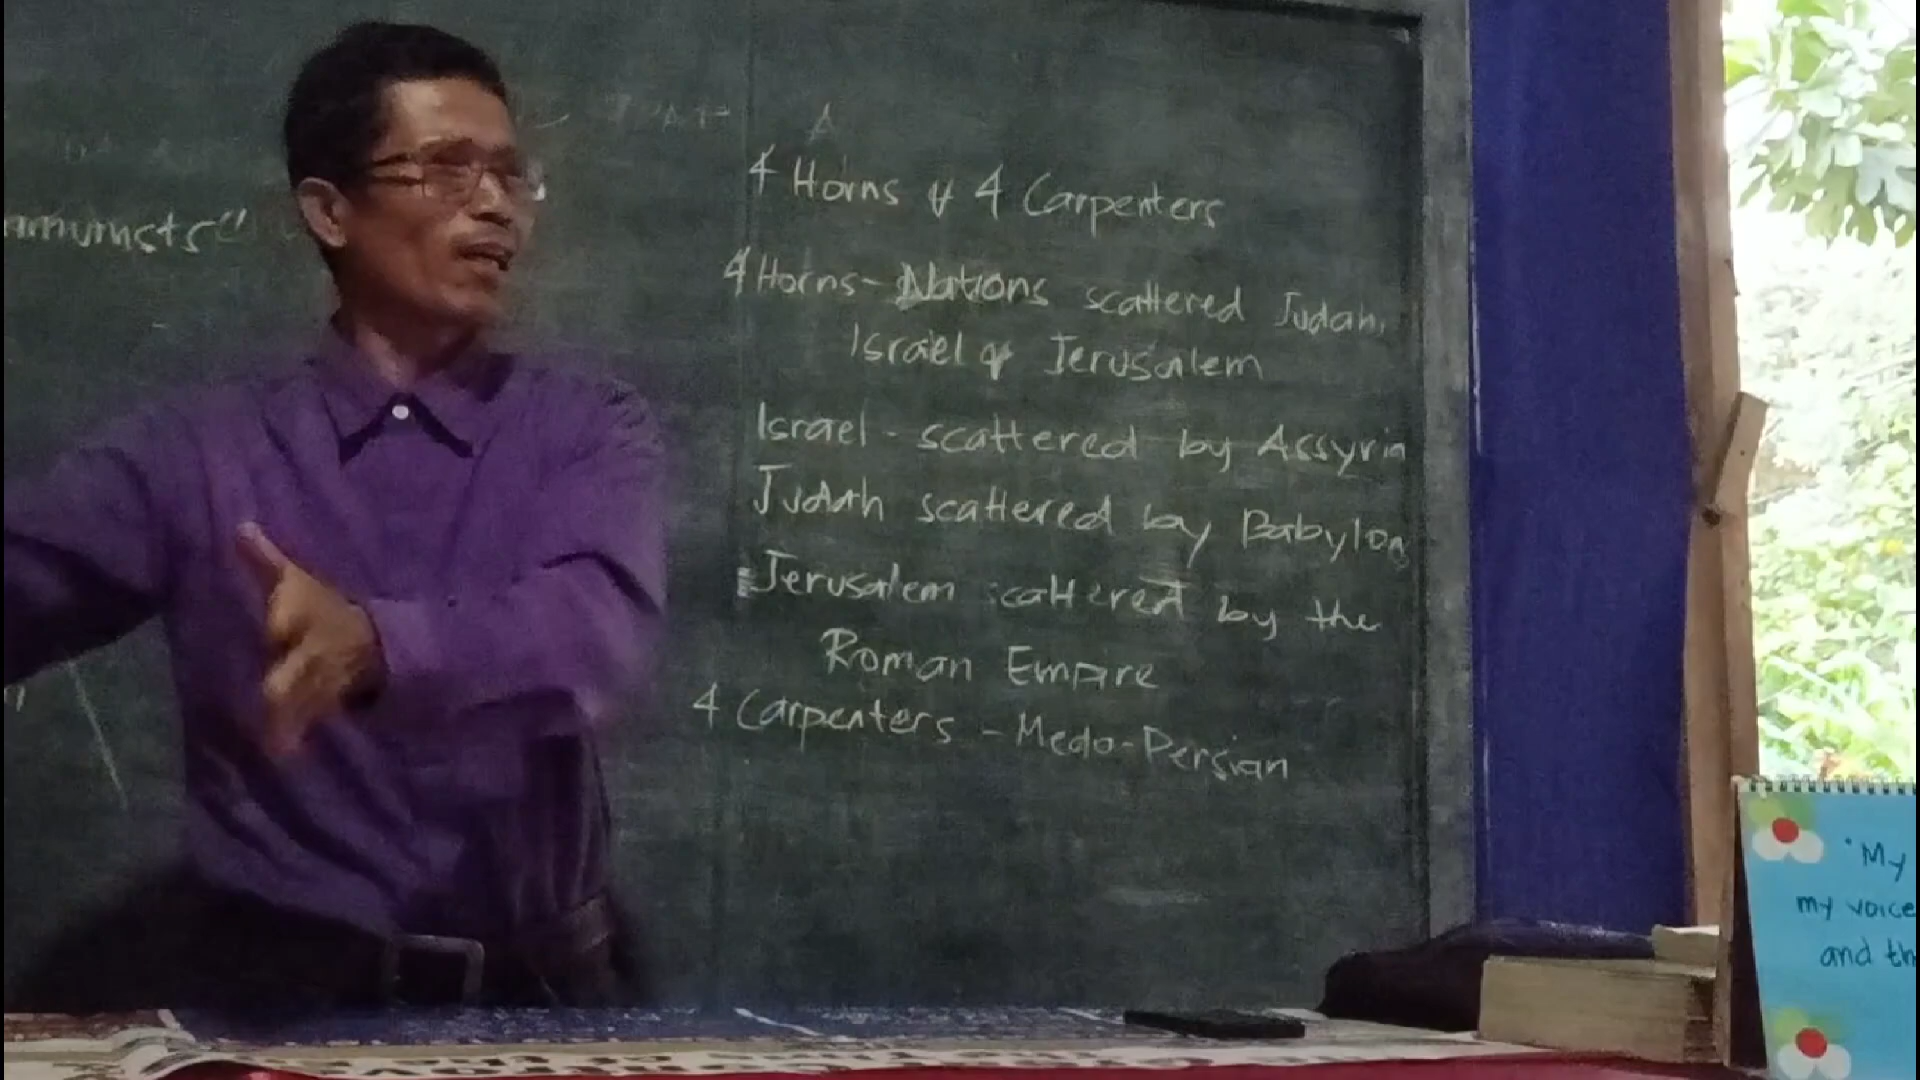 4 Horns & 4 Carpenters
4 Horns - Nations scattered Judah,
Israel & Jerusalem
Israel - scattered by Assyria
Judah scattered by Babylon
Jerusalem scattered by the
Roman Empire
4 Carpenters - Medo-Persian
"My
my voice
and th